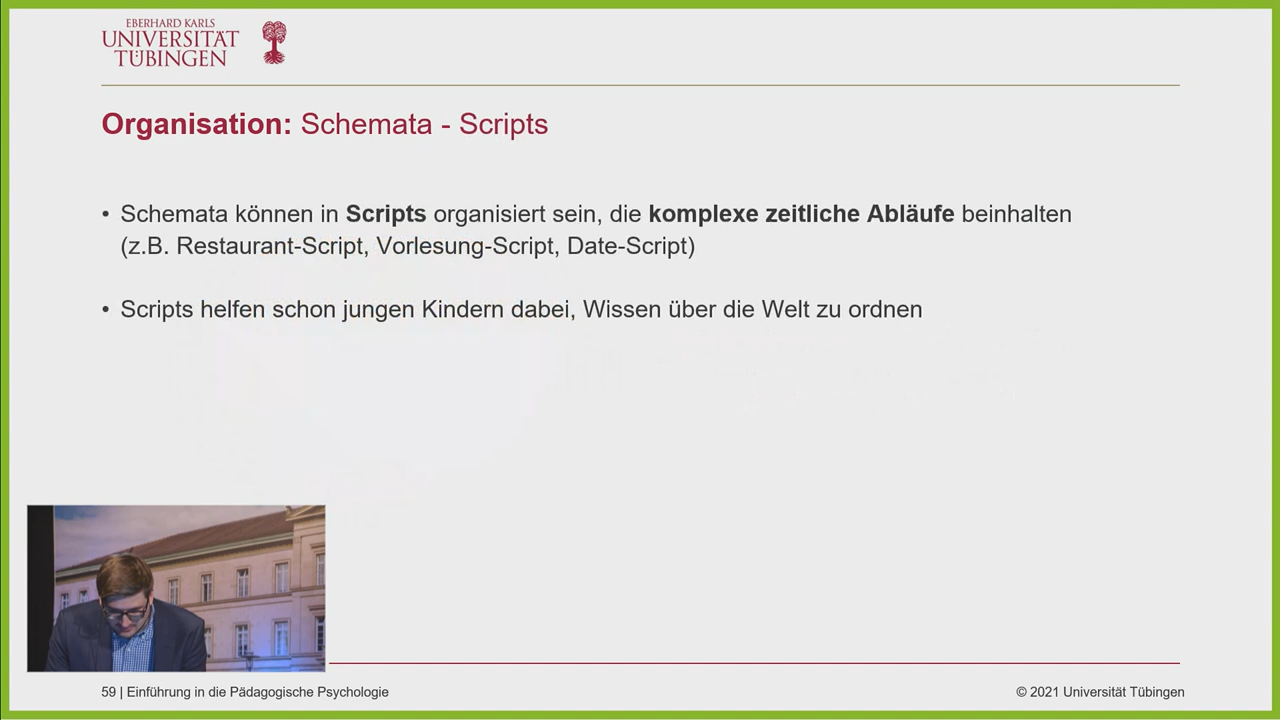 EBERHARD KARLS
UNIVERSITÄT
TÜBINGEN
Organisation: Schemata - Scripts
• Schemata können in Scripts organisiert sein, die komplexe zeitliche Abläufe beinhalten
(z.B. Restaurant-Script, Vorlesung-Script, Date-Script)
• Scripts helfen schon jungen Kindern dabei, Wissen über die Welt zu ordnen
59 | Einführung in die Pädagogische Psychologie
© 2021 Universität Tübingen